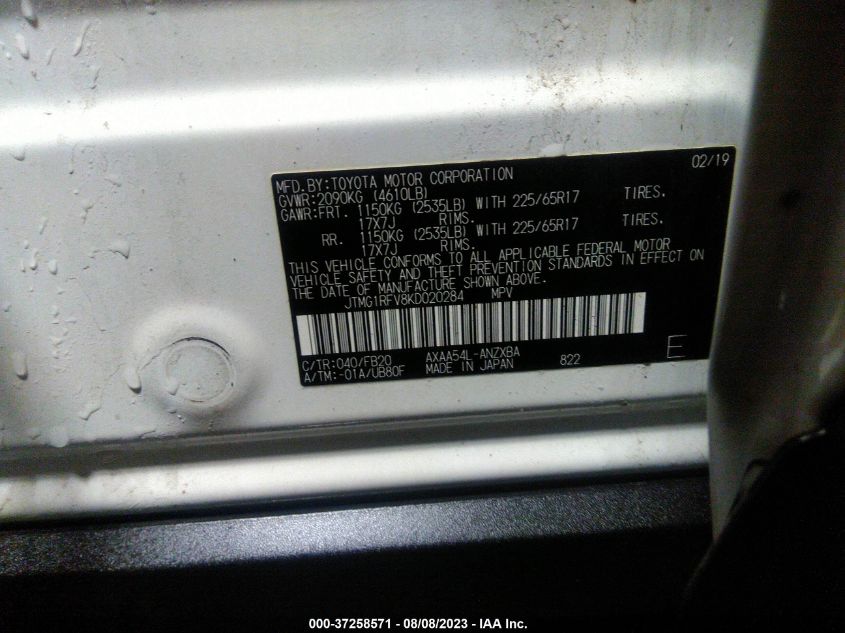 02/19
MFD.BY:TOYOTA MOTOR CORPORATION
GVWR:2090KG (4610LB)
GAWR:FRT. 1150KG (2535LB) WITH 225/65R17 TIRES.
17X7J RIMS.
RR. 1150KG (2535LB) WITH 225/65R17 TIRES.
17X7J RIMS.
THIS VEHICLE CONFORMS TO ALL APPLICABLE FEDERAL MOTOR
VEHICLE SAFETY AND THEFT PREVENTION STANDARDS IN EFFECT ON
THE DATE OF MANUFACTURE SHOWN ABOVE.
JTMG1RFV8KD020284 MPV
C/TR:040/FB20 AXAA54L-ANZXBA
A/TM:-01A/UB80F MADE IN JAPAN 822 E
000-37258571 - 08/08/2023 - IAA Inc.